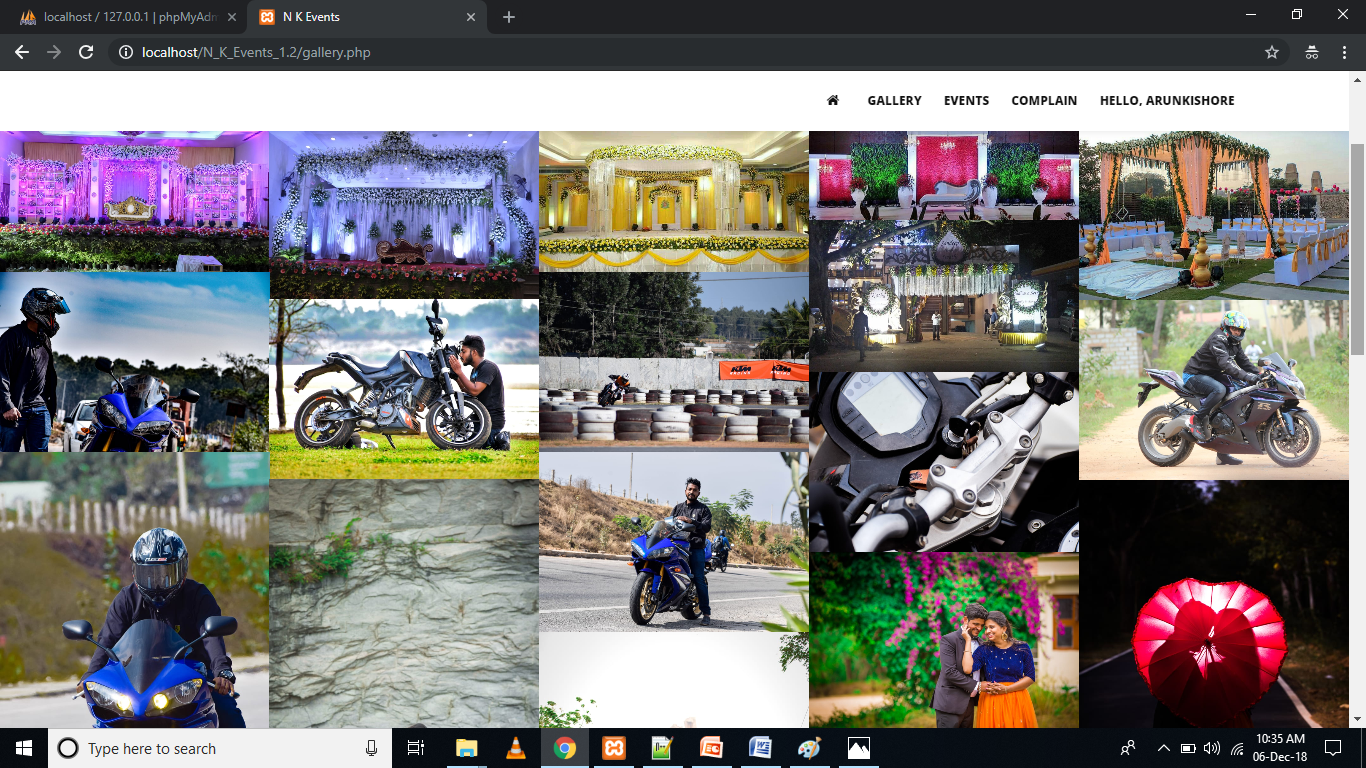 localhost / 127.0.0.1 | phpMyAdm
N K Events
localhost/N_K_Events_1.2/gallery.php
GALLERY
EVENTS
COMPLAIN
HELLO, ARUNKISHORE
KTM
KTM
Type here to search
10:35 AM
06-Dec-18